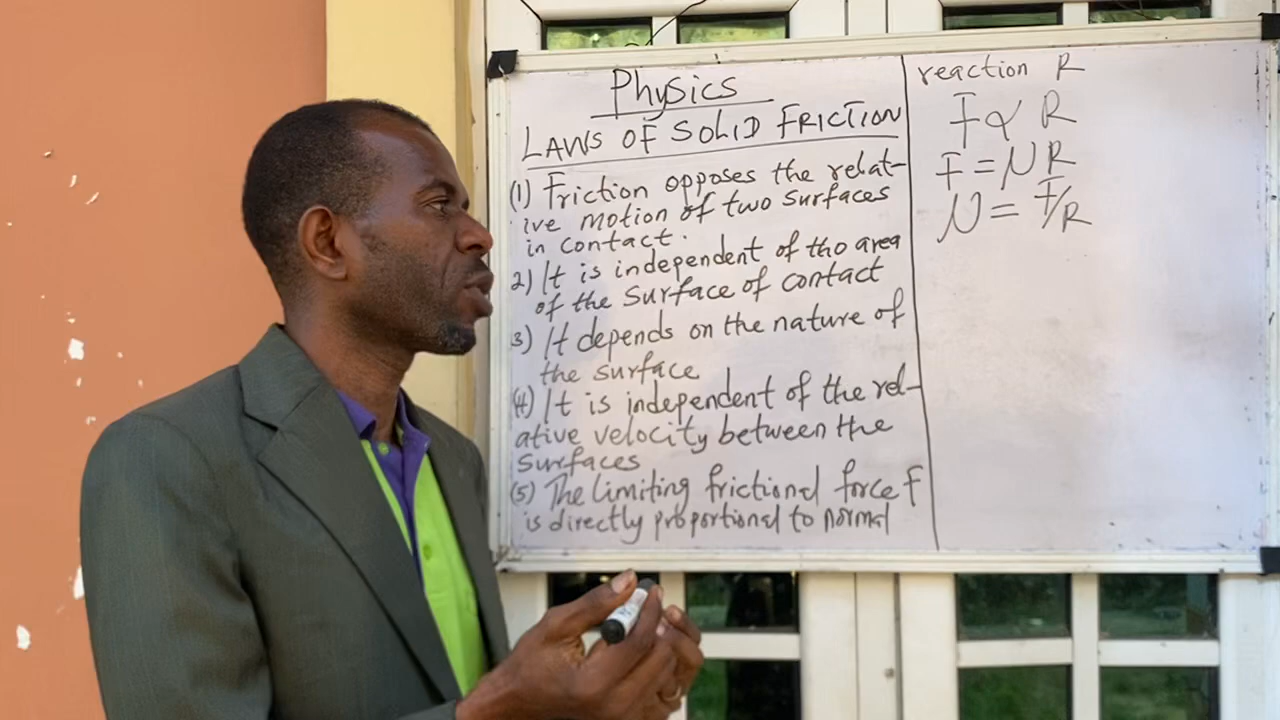 Physics
LAWS OF SOLID FRICTION
(1) Friction opposes the relat-
ive motion of two surfaces
in contact.
2) It is independent of the area
of the surface of contact
3) It depends on the nature of
the surface
(4) It is independent of the rel-
ative velocity between the
surfaces
(5) The limiting frictional force F
is directly proportional to normal
reaction R
F ∝ R
F = μR
μ = F/R